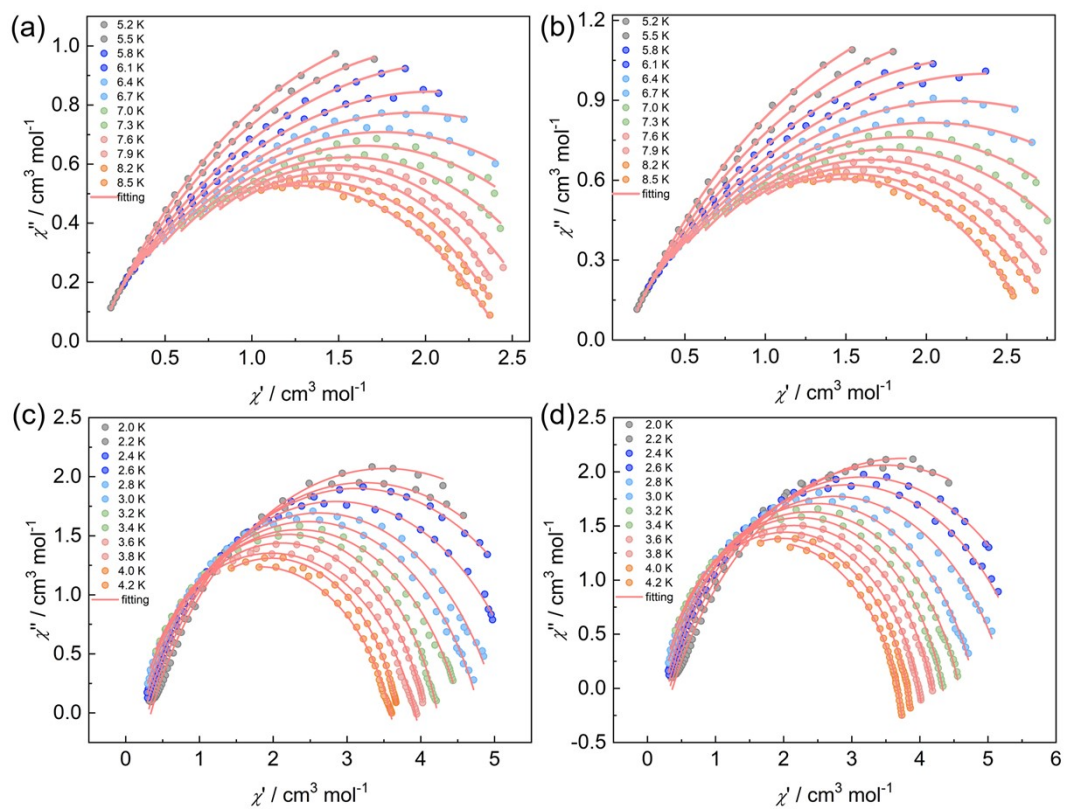 (a)
5.2 K
5.5 K
5.8 K
6.1 K
6.4 K
6.7 K
7.0 K
7.3 K
7.6 K
7.9 K
8.2 K
8.5 K
fitting
1.0
0.8
0.6
0.4
0.2
0.0
χ'' / cm³ mol⁻¹
0.5 1.0 1.5 2.0 2.5
χ' / cm³ mol⁻¹
(b)
5.2 K
5.5 K
5.8 K
6.1 K
6.4 K
6.7 K
7.0 K
7.3 K
7.6 K
7.9 K
8.2 K
8.5 K
fitting
1.2
0.9
0.6
0.3
0.0
χ'' / cm³ mol⁻¹
0.5 1.0 1.5 2.0 2.5
χ' / cm³ mol⁻¹
(c)
2.0 K
2.2 K
2.4 K
2.6 K
2.8 K
3.0 K
3.2 K
3.4 K
3.6 K
3.8 K
4.0 K
4.2 K
fitting
2.5
2.0
1.5
1.0
0.5
0.0
χ'' / cm³ mol⁻¹
0 1 2 3 4 5
χ' / cm³ mol⁻¹
(d)
2.0 K
2.2 K
2.4 K
2.6 K
2.8 K
3.0 K
3.2 K
3.4 K
3.6 K
3.8 K
4.0 K
4.2 K
fitting
2.5
2.0
1.5
1.0
0.5
0.0
-0.5
χ'' / cm³ mol⁻¹
0 1 2 3 4 5 6
χ' / cm³ mol⁻¹